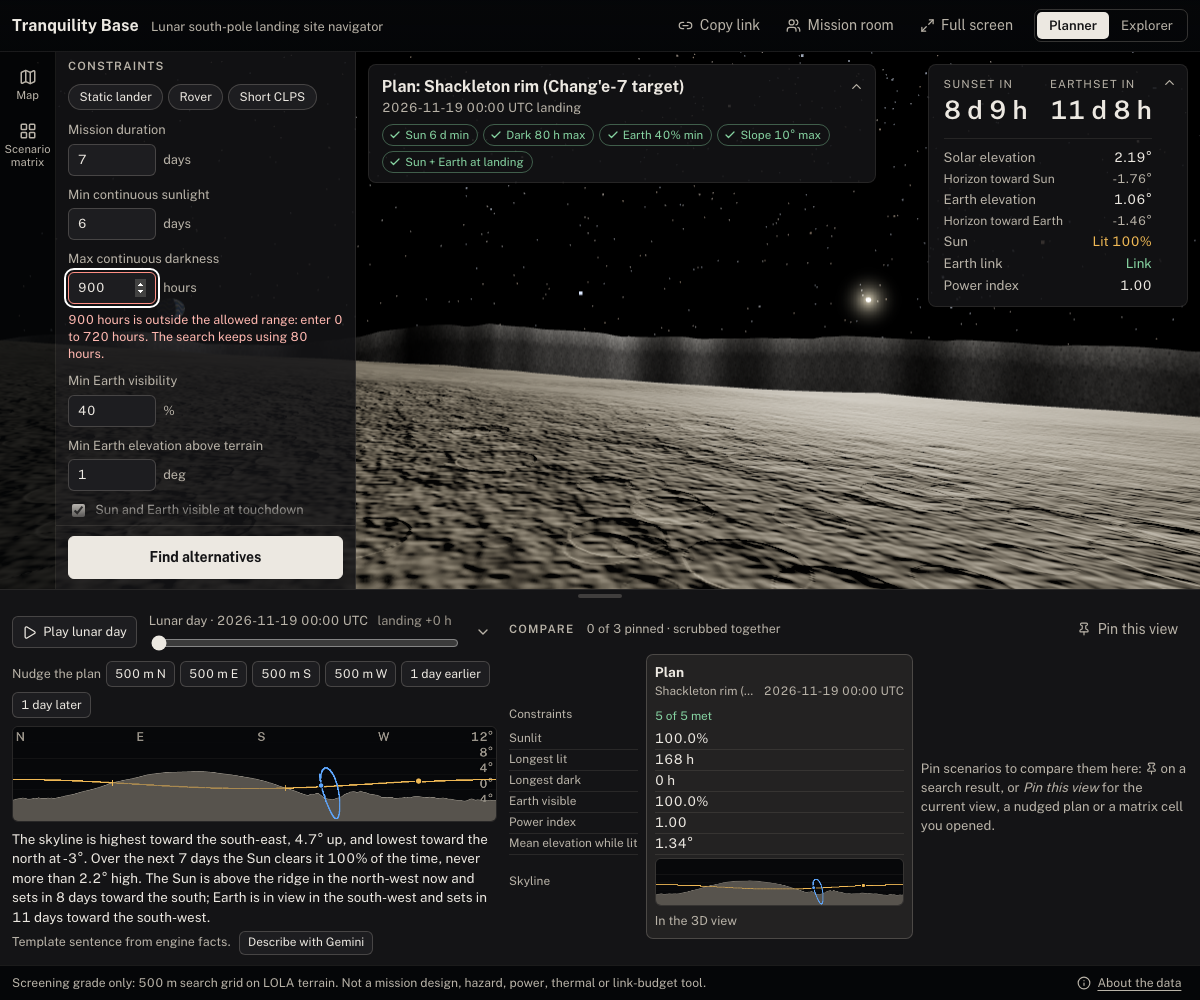 Tranquility Base
Lunar south-pole landing site navigator
Copy link
Mission room
Full screen
Planner
Explorer
Map
Scenario
matrix
CONSTRAINTS
Static lander
Rover
Short CLPS
Mission duration
7 days
Min continuous sunlight
6 days
Max continuous darkness
900 hours
900 hours is outside the allowed range: enter 0
to 720 hours. The search keeps using 80
hours.
Min Earth visibility
40 %
Min Earth elevation above terrain
1 deg
Sun and Earth visible at touchdown
Find alternatives
Plan: Shackleton rim (Chang'e-7 target)
2026-11-19 00:00 UTC landing
Sun 6 d min
Dark 80 h max
Earth 40% min
Slope 10° max
Sun + Earth at landing
SUNSET IN
8 d 9 h
EARTHSET IN
11 d 8 h
Solar elevation 2.19°
Horizon toward Sun -1.76°
Earth elevation 1.06°
Horizon toward Earth -1.46°
Sun Lit 100%
Earth link Link
Power index 1.00
Play lunar day
Lunar day · 2026-11-19 00:00 UTC landing +0 h
Nudge the plan
500 m N
500 m E
500 m S
500 m W
1 day earlier
1 day later
N E S W
12°
8°
4°
0°
4°
The skyline is highest toward the south-east, 4.7° up, and lowest toward the
north at -3°. Over the next 7 days the Sun clears it 100% of the time, never
more than 2.2° high. The Sun is above the ridge in the north-west now and
sets in 8 days toward the south; Earth is in view in the south-west and sets in
11 days toward the south-west.
Template sentence from engine facts.
Describe with Gemini
COMPARE 0 of 3 pinned · scrubbed together
Pin this view
Plan
Shackleton rim (... 2026-11-19 00:00 UTC
Constraints 5 of 5 met
Sunlit 100.0%
Longest lit 168 h
Longest dark 0 h
Earth visible 100.0%
Power index 1.00
Mean elevation while lit 1.34°
Skyline
In the 3D view
Pin scenarios to compare them here: on a
search result, or Pin this view for the
current view, a nudged plan or a matrix cell
you opened.
Screening grade only: 500 m search grid on LOLA terrain. Not a mission design, hazard, power, thermal or link-budget tool.
About the data